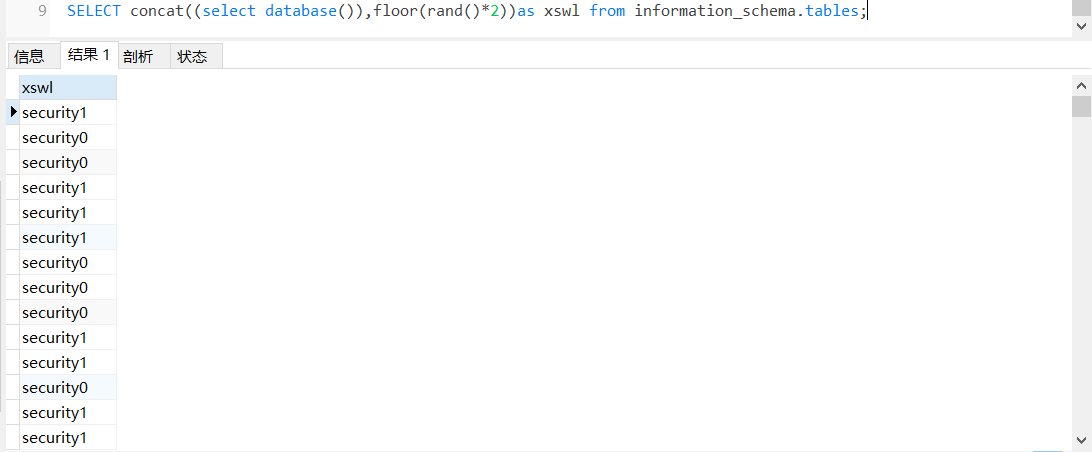 9 SELECT concat((select database()),floor(rand()*2))as xswl from information_schema.tables;
信息 结果 1 剖析 状态
xswl
security1
security0
security0
security1
security1
security1
security0
security0
security0
security1
security1
security0
security1
security1